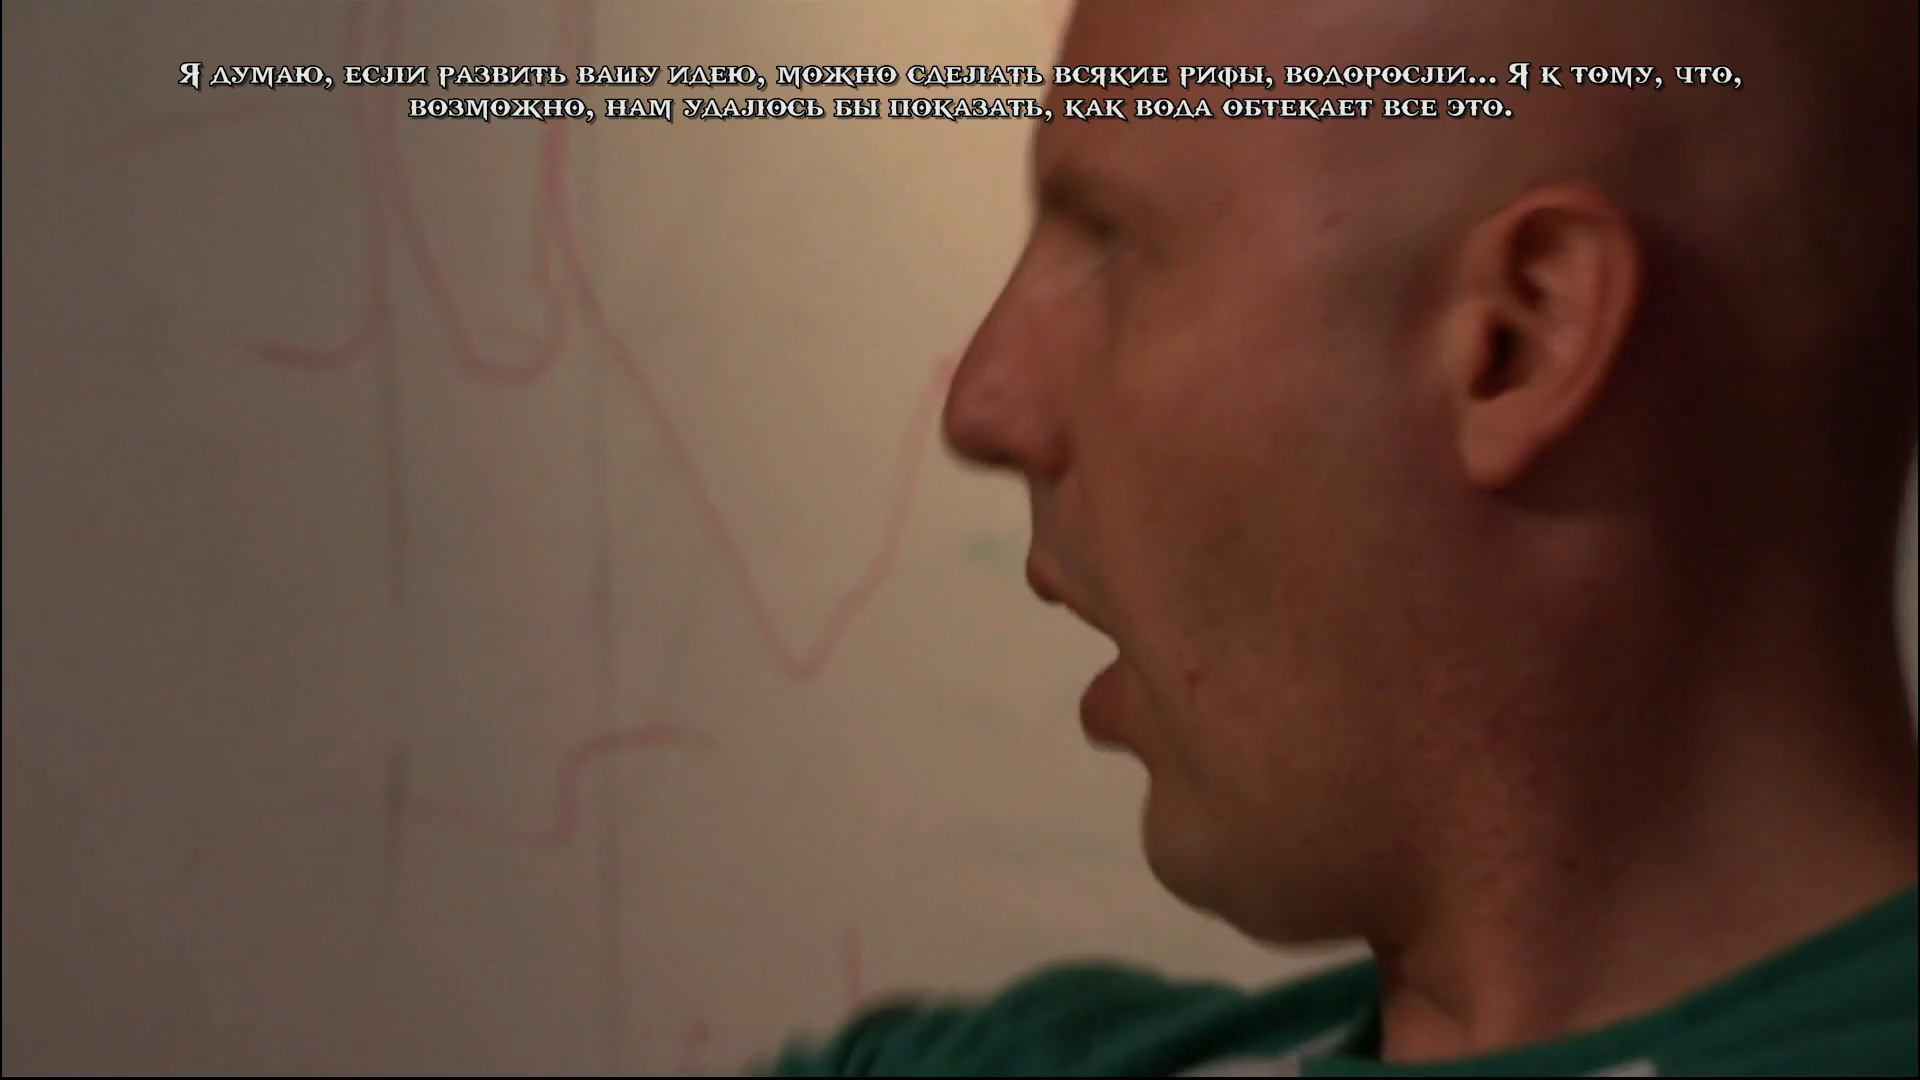 Я думаю, если развить вашу идею, можно сделать всякие рифы, водоросли... Я к тому, что,
возможно, нам удалось бы показать, как вода обтекает все это.